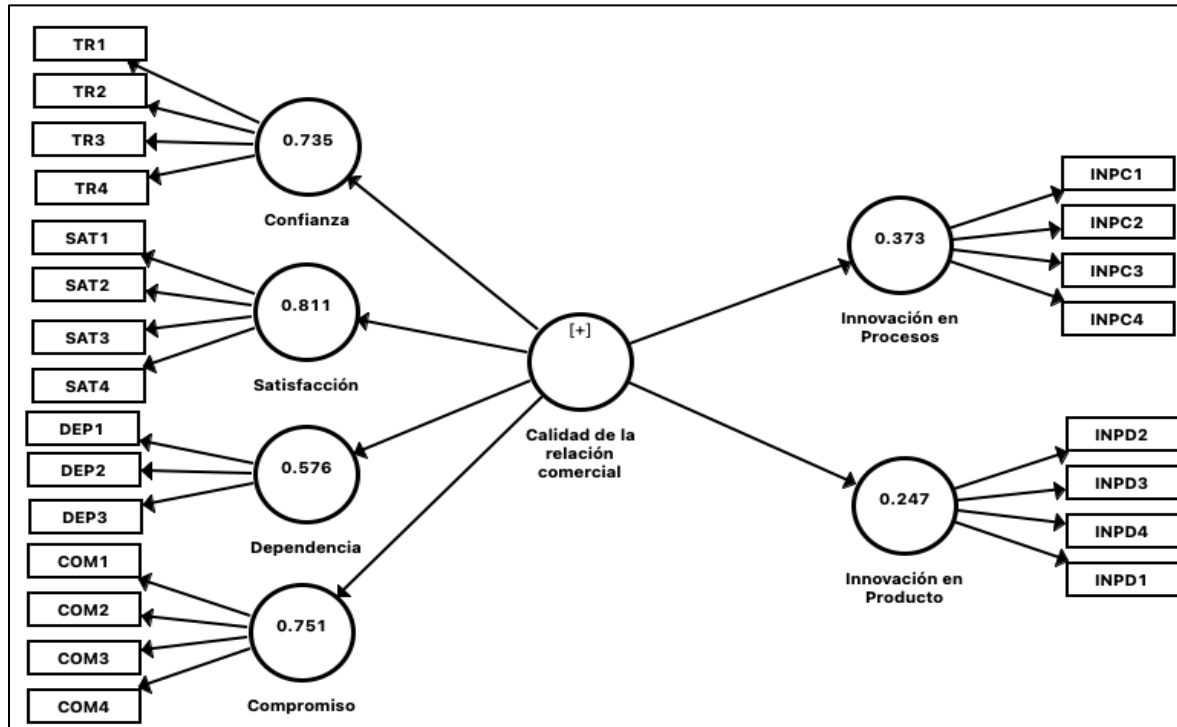 TR1
TR2
TR3
TR4
0.735
Confianza
SAT1
SAT2
SAT3
SAT4
0.811
Satisfacción
DEP1
DEP2
DEP3
0.576
Dependencia
COM1
COM2
COM3
COM4
0.751
Compromiso
[+]
Calidad de la
relación
comercial
0.373
Innovación en
Procesos
INPC1
INPC2
INPC3
INPC4
0.247
Innovación en
Producto
INPD2
INPD3
INPD4
INPD1